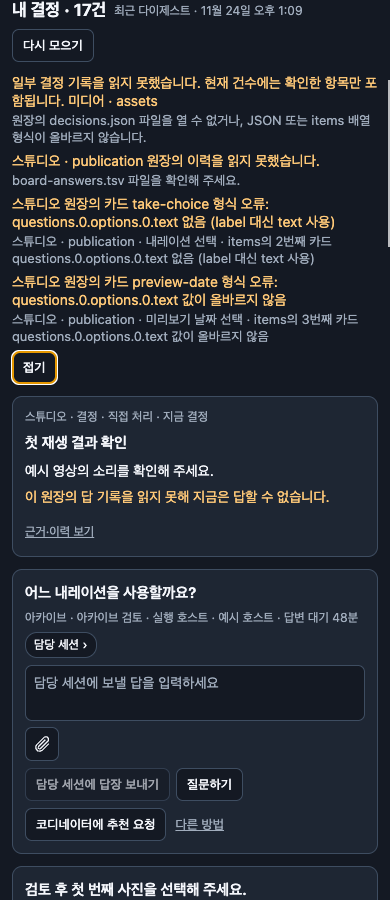 내 결정 · 17건 최근 다이제스트 · 11월 24일 오후 1:09
다시 모으기
일부 결정 기록을 읽지 못했습니다. 현재 건수에는 확인한 항목만 포
함됩니다. 미디어 · assets
원장의 decisions.json 파일을 열 수 없거나, JSON 또는 items 배열
형식이 올바르지 않습니다.
스튜디오 · publication 원장의 이력을 읽지 못했습니다.
board-answers.tsv 파일을 확인해 주세요.
스튜디오 원장의 카드 take-choice 형식 오류:
questions.0.options.0.text 없음 (label 대신 text 사용)
스튜디오 · publication · 내레이션 선택 · items의 2번째 카드
questions.0.options.0.text 없음 (label 대신 text 사용)
스튜디오 원장의 카드 preview-date 형식 오류:
questions.0.options.0.text 값이 올바르지 않음
스튜디오 · publication · 미리보기 날짜 선택 · items의 3번째 카드
questions.0.options.0.text 값이 올바르지 않음
접기
스튜디오 · 결정 · 직접 처리 · 지금 결정
첫 재생 결과 확인
예시 영상의 소리를 확인해 주세요.
이 원장의 답 기록을 읽지 못해 지금은 답할 수 없습니다.
근거·이력 보기
어느 내레이션을 사용할까요?
아카이브 · 아카이브 검토 · 실행 호스트 · 예시 호스트 · 답변 대기 48분
담당 세션 ›
담당 세션에 보낼 답을 입력하세요
담당 세션에 답장 보내기
질문하기
코디네이터에 추천 요청
다른 방법
검토 후 첫 번째 사진을 선택해 주세요.